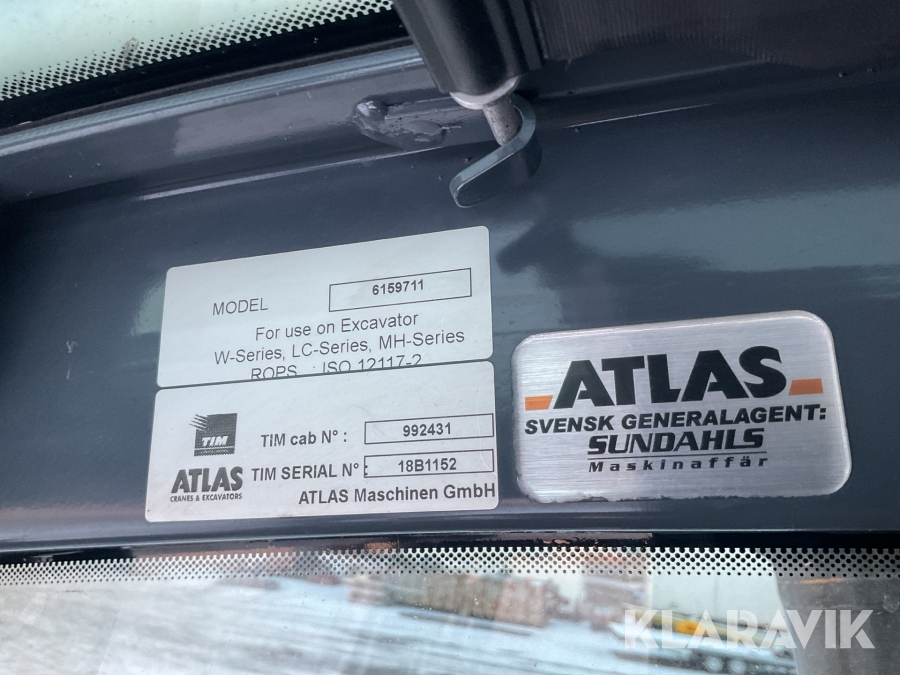 MODEL 6159711
For use on Excavator
W-Series, LC-Series, MH-Series
ROPS : ISO 12117-2
TIM
TiM cab N° : 992431
ATLAS
CRANES & EXCAVATORS
TIM SERIAL N° : 18B1152
ATLAS Maschinen GmbH
ATLAS
SVENSK GENERALAGENT:
SUNDAHLS
Maskinaffär
KLARAVIK